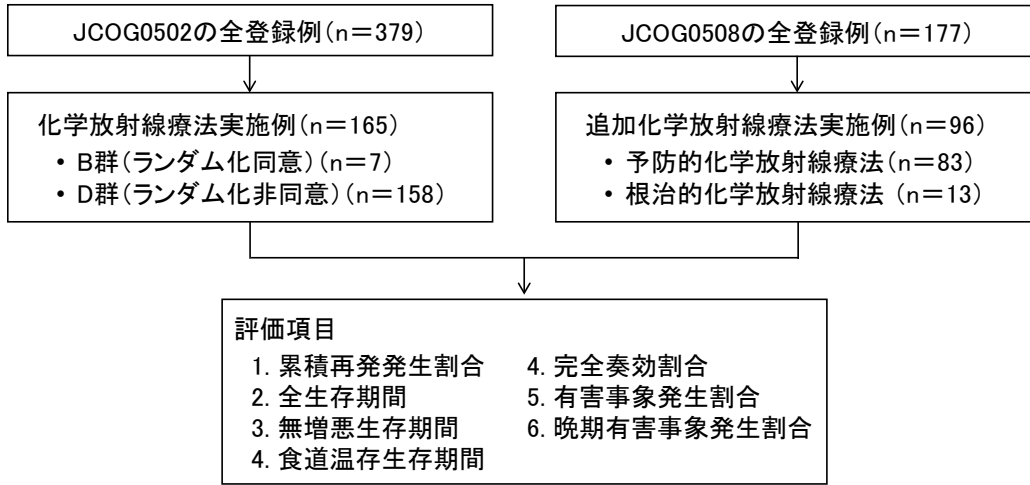 JCOG0502の全登録例（n＝379）
JCOG0508の全登録例（n＝177）
化学放射線療法実施例（n＝165）
• B群（ランダム化同意）（n＝7）
• D群（ランダム化非同意）（n＝158）
追加化学放射線療法実施例（n＝96）
• 予防的化学放射線療法（n＝83）
• 根治的化学放射線療法（n＝13）
評価項目
1. 累積再発発生割合
2. 全生存期間
3. 無増悪生存期間
4. 食道温存生存期間
4. 完全奏効割合
5. 有害事象発生割合
6. 晩期有害事象発生割合